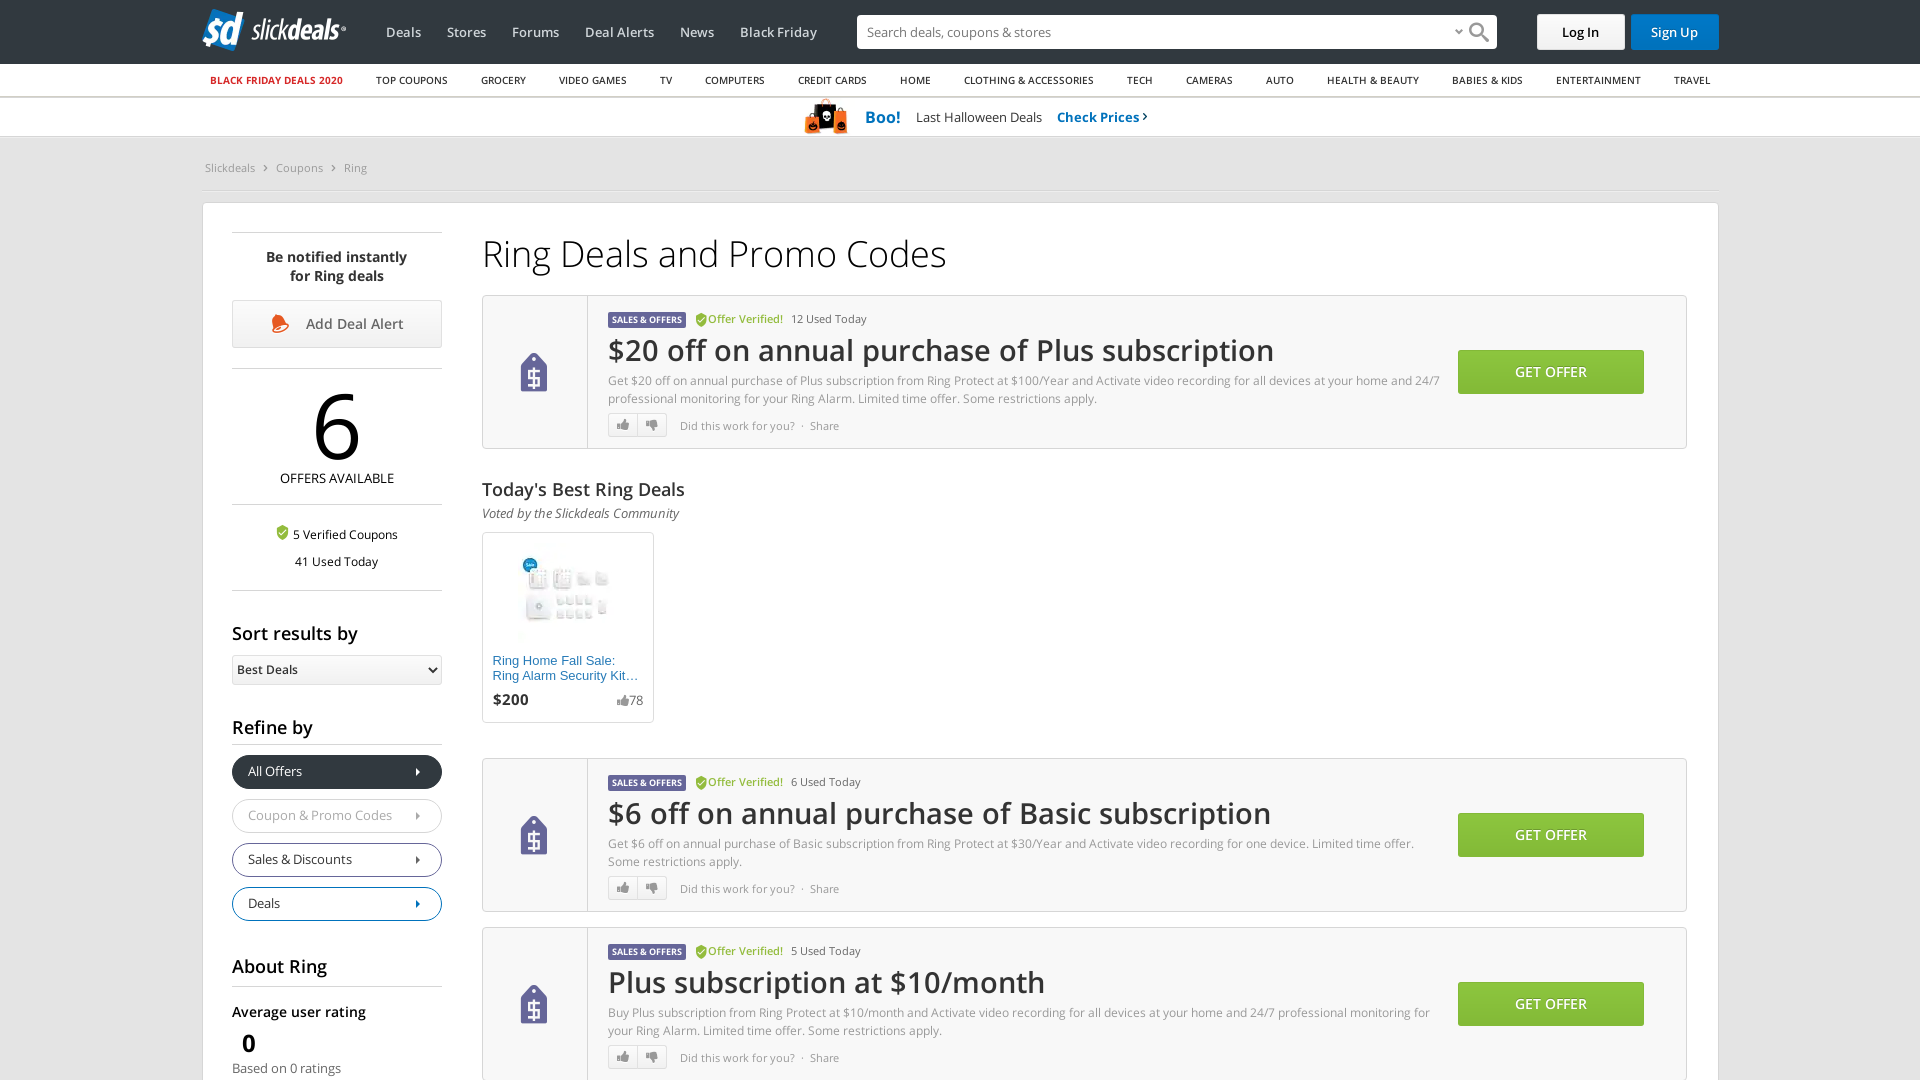 slickdeals
Deals
Stores
Forums
Deal Alerts
News
Black Friday
Search deals, coupons & stores
Log In
Sign Up
BLACK FRIDAY DEALS 2020
TOP COUPONS
GROCERY
VIDEO GAMES
TV
COMPUTERS
CREDIT CARDS
HOME
CLOTHING & ACCESSORIES
TECH
CAMERAS
AUTO
HEALTH & BEAUTY
BABIES & KIDS
ENTERTAINMENT
TRAVEL
Boo! Last Halloween Deals Check Prices
Slickdeals
Coupons
Ring
Be notified instantly
for Ring deals
Add Deal Alert
6
OFFERS AVAILABLE
5 Verified Coupons
41 Used Today
Sort results by
Best Deals
Refine by
All Offers
Coupon & Promo Codes
Sales & Discounts
Deals
About Ring
Average user rating
0
Based on 0 ratings
Ring Deals and Promo Codes
SALES & OFFERS Offer Verified! 12 Used Today
$20 off on annual purchase of Plus subscription
Get $20 off on annual purchase of Plus subscription from Ring Protect at $100/Year and Activate video recording for all devices at your home and 24/7
professional monitoring for your Ring Alarm. Limited time offer. Some restrictions apply.
Did this work for you? · Share
GET OFFER
Today's Best Ring Deals
Voted by the Slickdeals Community
Sale
Ring Home Fall Sale:
Ring Alarm Security Kit…
$200
78
SALES & OFFERS Offer Verified! 6 Used Today
$6 off on annual purchase of Basic subscription
Get $6 off on annual purchase of Basic subscription from Ring Protect at $30/Year and Activate video recording for one device. Limited time offer.
Some restrictions apply.
Did this work for you? · Share
GET OFFER
SALES & OFFERS Offer Verified! 5 Used Today
Plus subscription at $10/month
Buy Plus subscription from Ring Protect at $10/month and Activate video recording for all devices at your home and 24/7 professional monitoring for
your Ring Alarm. Limited time offer. Some restrictions apply.
Did this work for you? · Share
GET OFFER